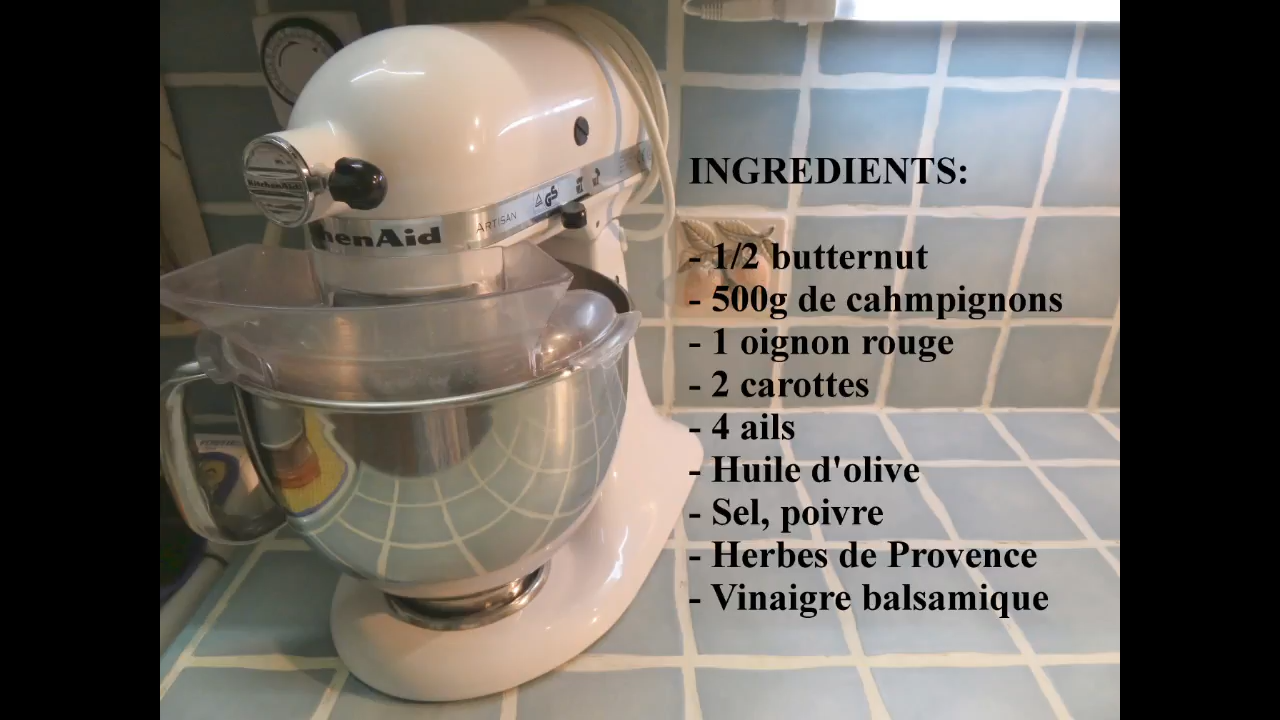 KitchenAid
ARTISAN
henAid
INGREDIENTS:
- 1/2 butternut
- 500g de cahmpignons
- 1 oignon rouge
- 2 carottes
- 4 ails
- Huile d'olive
- Sel, poivre
- Herbes de Provence
- Vinaigre balsamique